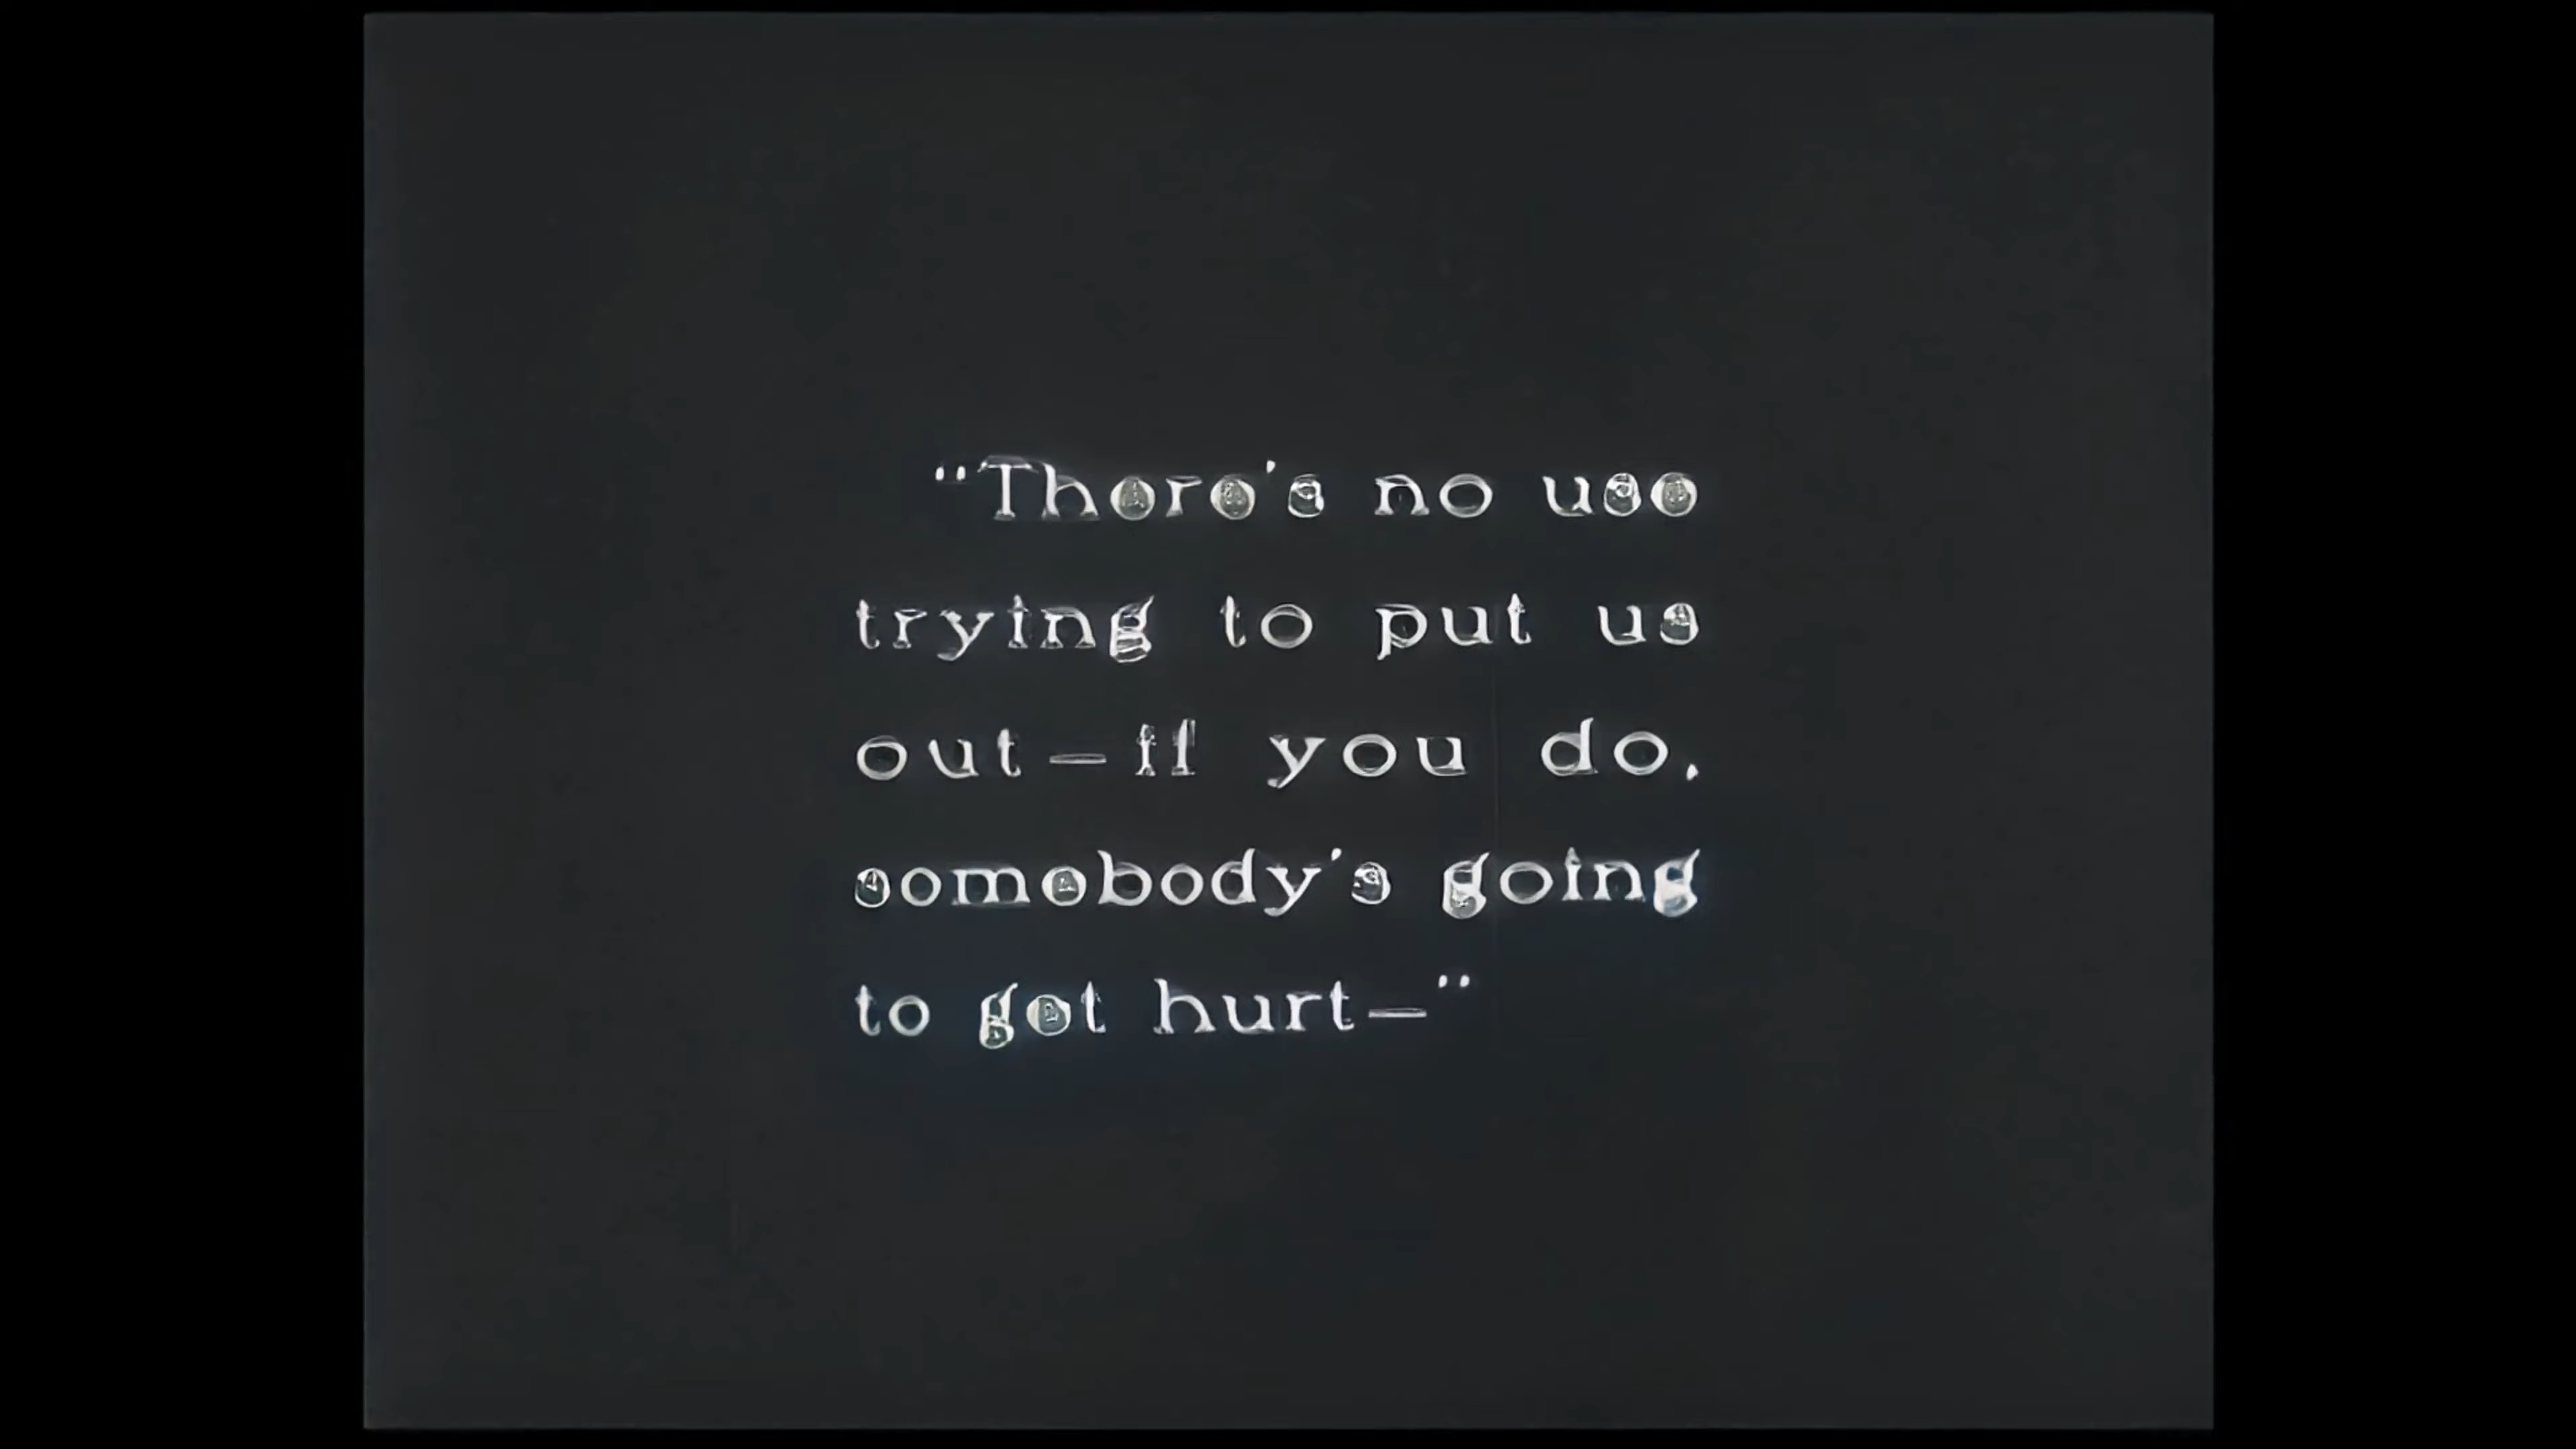 "There's no use
trying to put us
out—if you do,
somebody's going
to get hurt—"